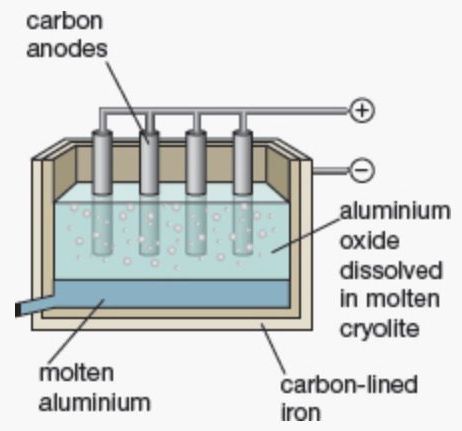 carbon
anodes
+
−
aluminium
oxide
dissolved
in molten
cryolite
molten
aluminium
carbon-lined
iron